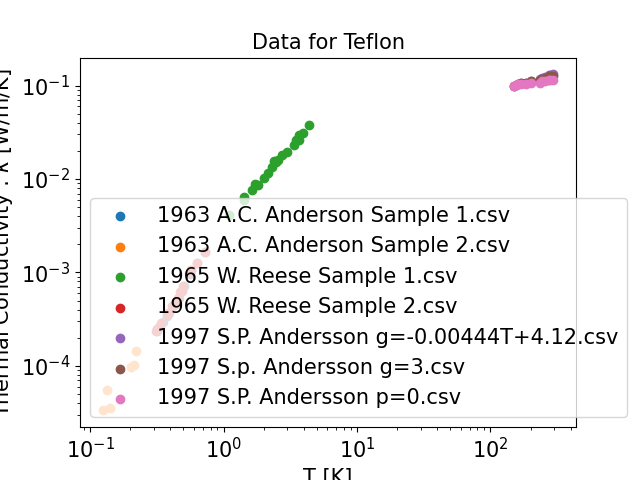 Data for Teflon
Thermal Conductivity : k [W/m/K]
10⁻¹
10⁻²
10⁻³
10⁻⁴
1963 A.C. Anderson Sample 1.csv
1963 A.C. Anderson Sample 2.csv
1965 W. Reese Sample 1.csv
1965 W. Reese Sample 2.csv
1997 S.P. Andersson g=-0.00444T+4.12.csv
1997 S.p. Andersson g=3.csv
1997 S.P. Andersson p=0.csv
10⁻¹ 10⁰ 10¹ 10²
T [K]